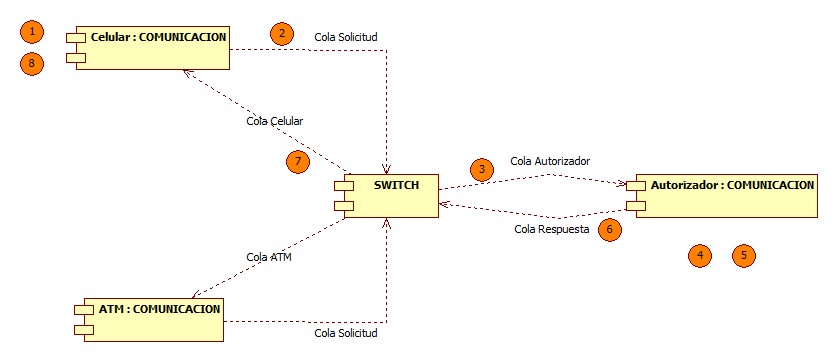 1
Celular : COMUNICACION
2
Cola Solicitud
8
Cola Celular
7
SWITCH
3
Cola Autorizador
Autorizador : COMUNICACION
Cola Respuesta
6
4
5
Cola ATM
ATM : COMUNICACION
Cola Solicitud